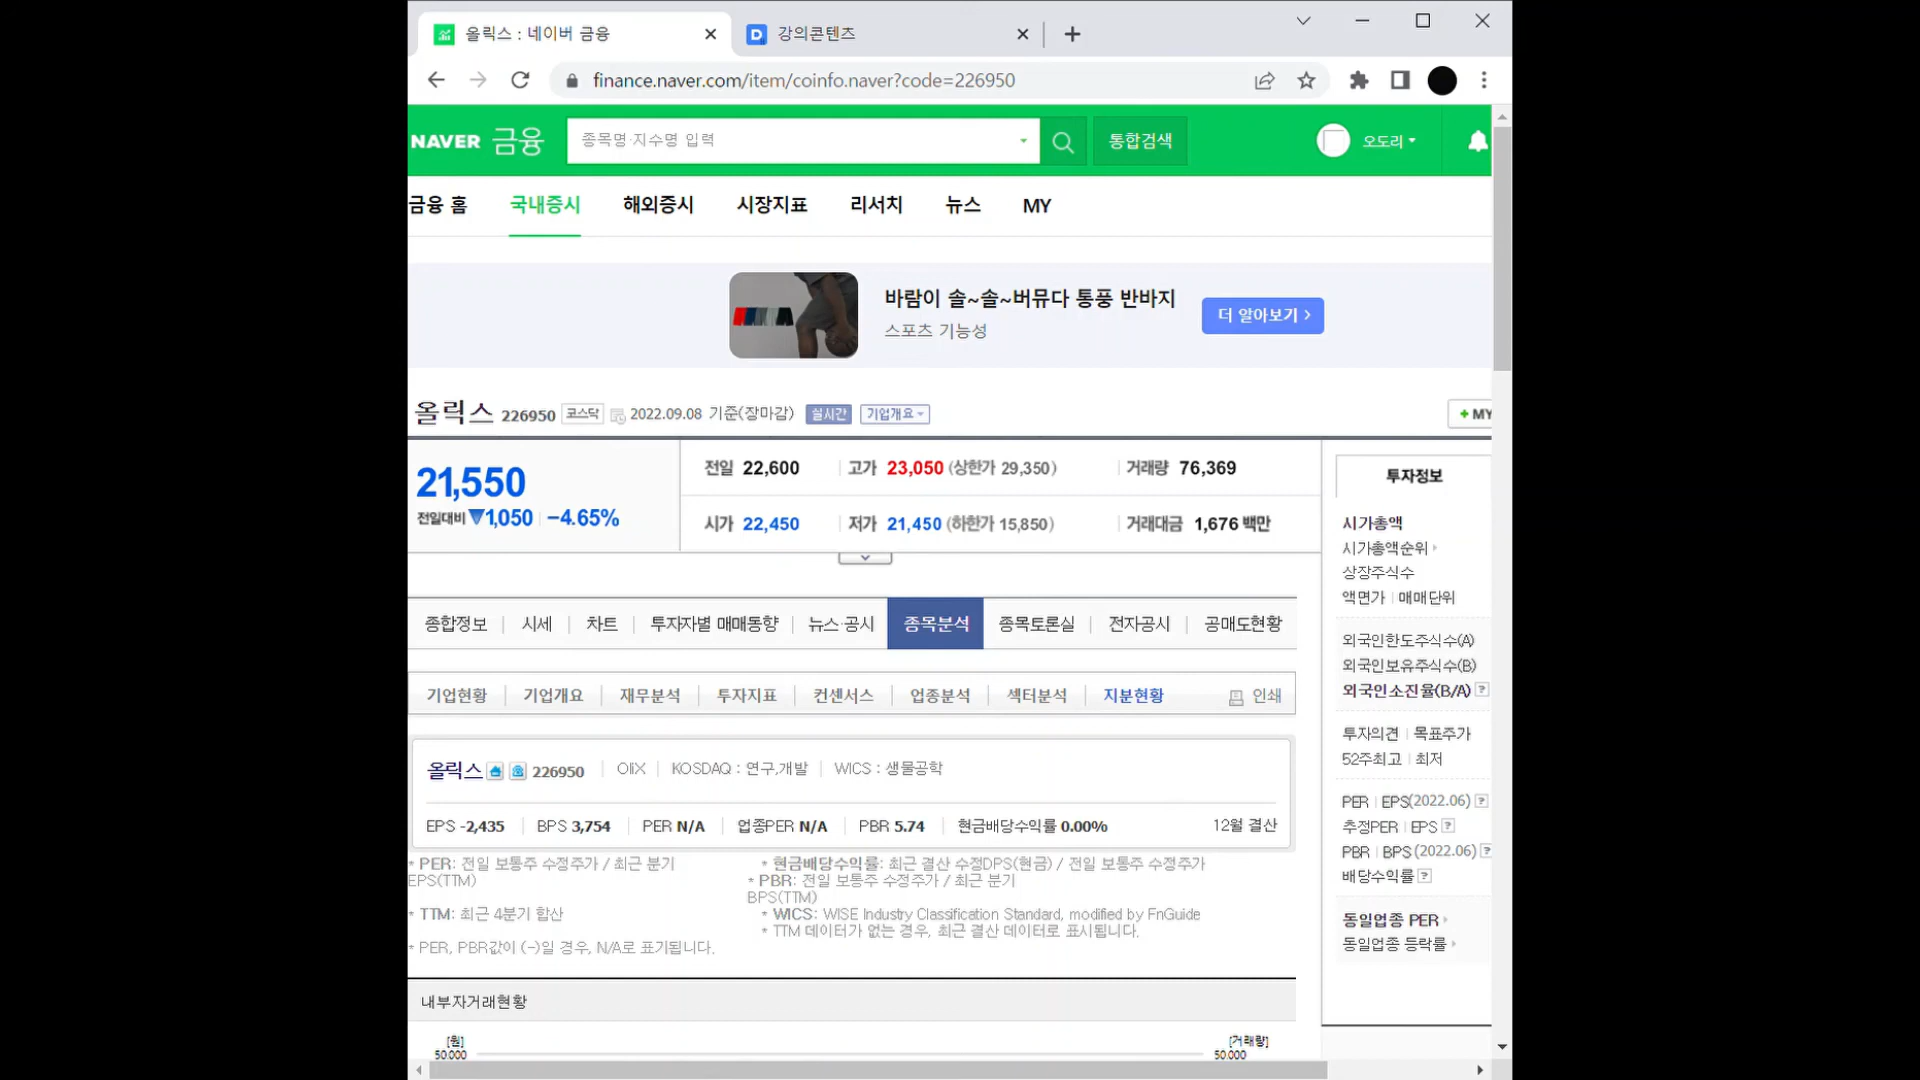 올릭스 : 네이버 금융
강의콘텐츠
finance.naver.com/item/coinfo.naver?code=226950
NAVER 금융
종목명·지수명 입력
통합검색
오도리
금융 홈 국내증시 해외증시 시장지표 리서치 뉴스 MY
바람이 솔~솔~버뮤다 통풍 반바지
스포츠 기능성
더 알아보기 >
올릭스 226950 코스닥 2022.09.08 기준(장마감) 실시간 기업개요
+ MY
21,550
전일대비 ▼1,050 | −4.65%
전일 22,600 | 고가 23,050 (상한가 29,350) | 거래량 76,369
시가 22,450 | 저가 21,450 (하한가 15,850) | 거래대금 1,676 백만
투자정보
시가총액
시가총액순위
상장주식수
액면가 | 매매단위
외국인한도주식수(A)
외국인보유주식수(B)
외국인소진율(B/A) ?
투자의견 | 목표주가
52주최고 | 최저
PER | EPS(2022.06) ?
추정PER | EPS ?
PBR | BPS (2022.06) ?
배당수익률 ?
동일업종 PER
동일업종 등락률
종합정보 | 시세 | 차트 | 투자자별 매매동향 | 뉴스·공시 종목분석 종목토론실 | 전자공시 | 공매도현황
기업현황 | 기업개요 | 재무분석 | 투자지표 | 컨센서스 | 업종분석 | 섹터분석 | 지분현황 인쇄
올릭스 226950 | OliX | KOSDAQ : 연구,개발 | WICS : 생물공학
EPS -2,435 | BPS 3,754 | PER N/A | 업종PER N/A | PBR 5.74 | 현금배당수익률 0.00% 12월 결산
* PER: 전일 보통주 수정주가 / 최근 분기
EPS(TTM)
* TTM: 최근 4분기 합산
* PER, PBR값이 (-)일 경우, N/A로 표기됩니다.
* 현금배당수익률: 최근 결산 수정DPS(현금) / 전일 보통주 수정주가
* PBR: 전일 보통주 수정주가 / 최근 분기
BPS(TTM)
* WICS: WISE Industry Classification Standard, modified by FnGuide
* TTM 데이터가 없는 경우, 최근 결산 데이터로 표시됩니다.
내부자거래현황
[원] [거래량]
50,000 50,000